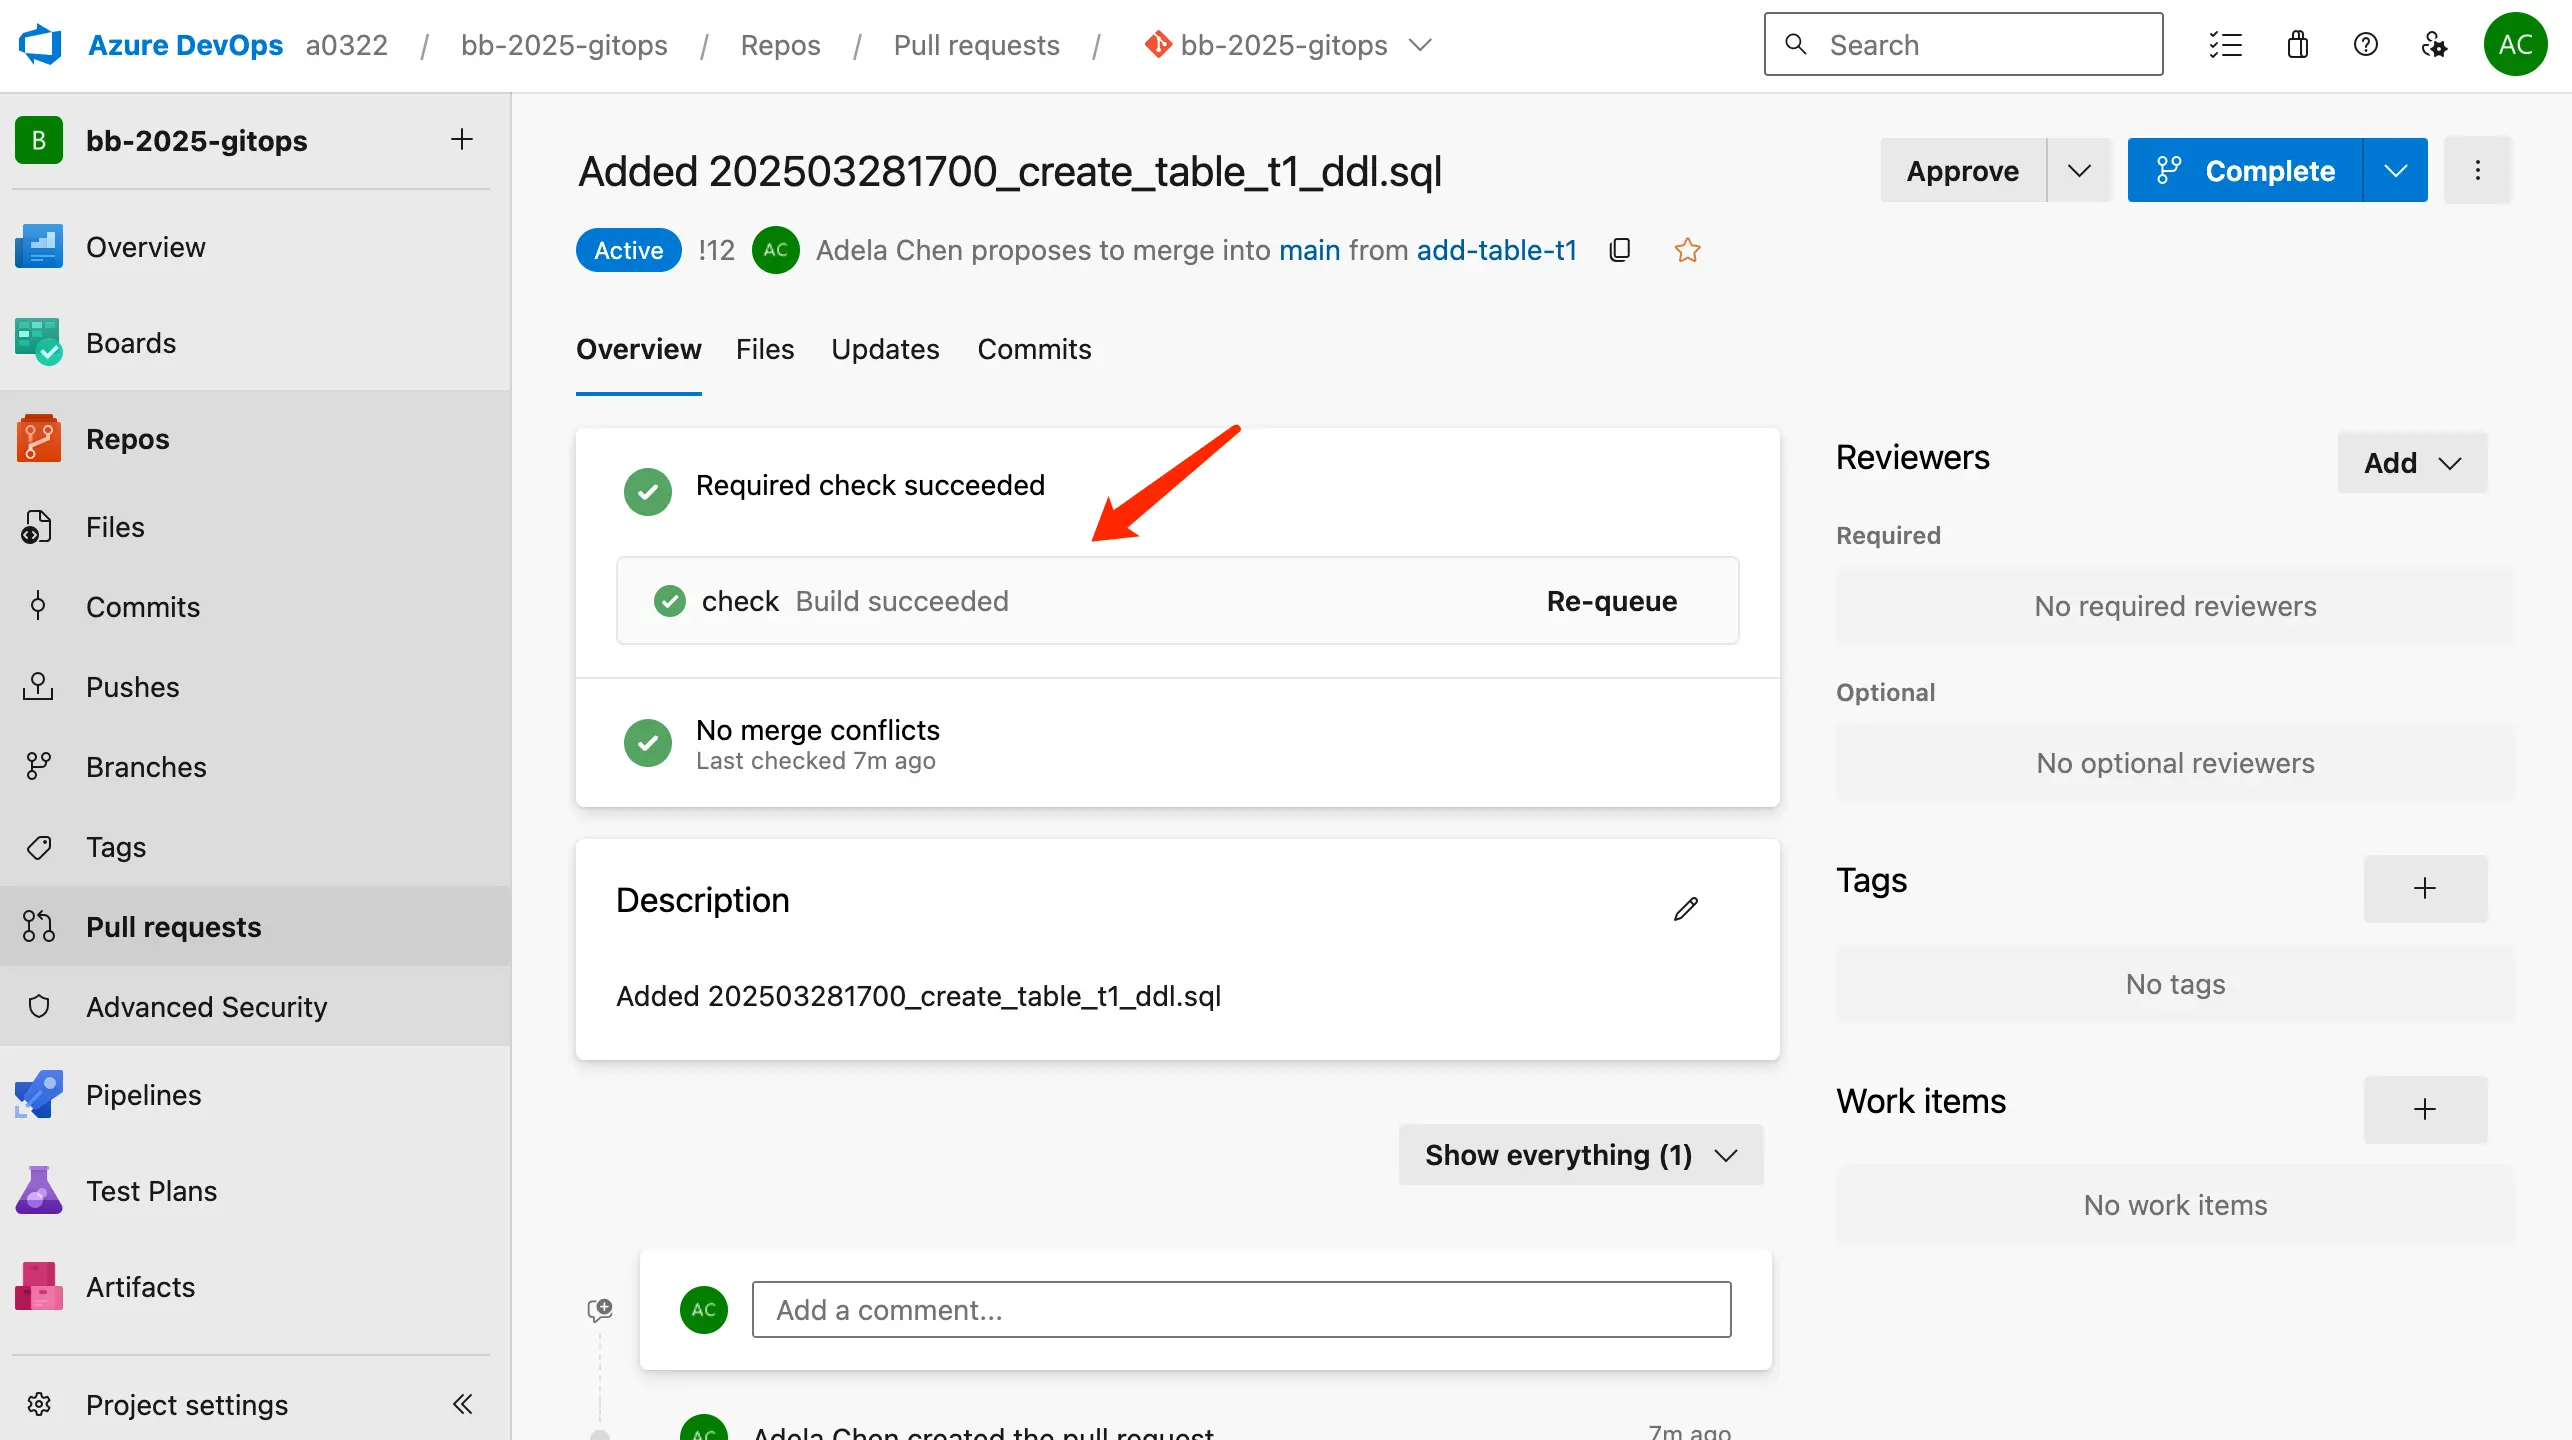 Azure DevOps a0322 / bb-2025-gitops / Repos / Pull requests / bb-2025-gitops
Search
AC
B bb-2025-gitops
Overview
Boards
Repos
Files
Commits
Pushes
Branches
Tags
Pull requests
Advanced Security
Pipelines
Test Plans
Artifacts
Project settings
Added 202503281700_create_table_t1_ddl.sql
Approve
Complete
Active !12 AC Adela Chen proposes to merge into main from add-table-t1
Overview Files Updates Commits
Required check succeeded
check Build succeeded Re-queue
No merge conflicts
Last checked 7m ago
Description
Added 202503281700_create_table_t1_ddl.sql
Show everything (1)
AC Add a comment...
AC Adela Chen created the pull request 7m ago
Reviewers Add
Required
No required reviewers
Optional
No optional reviewers
Tags
No tags
Work items
No work items